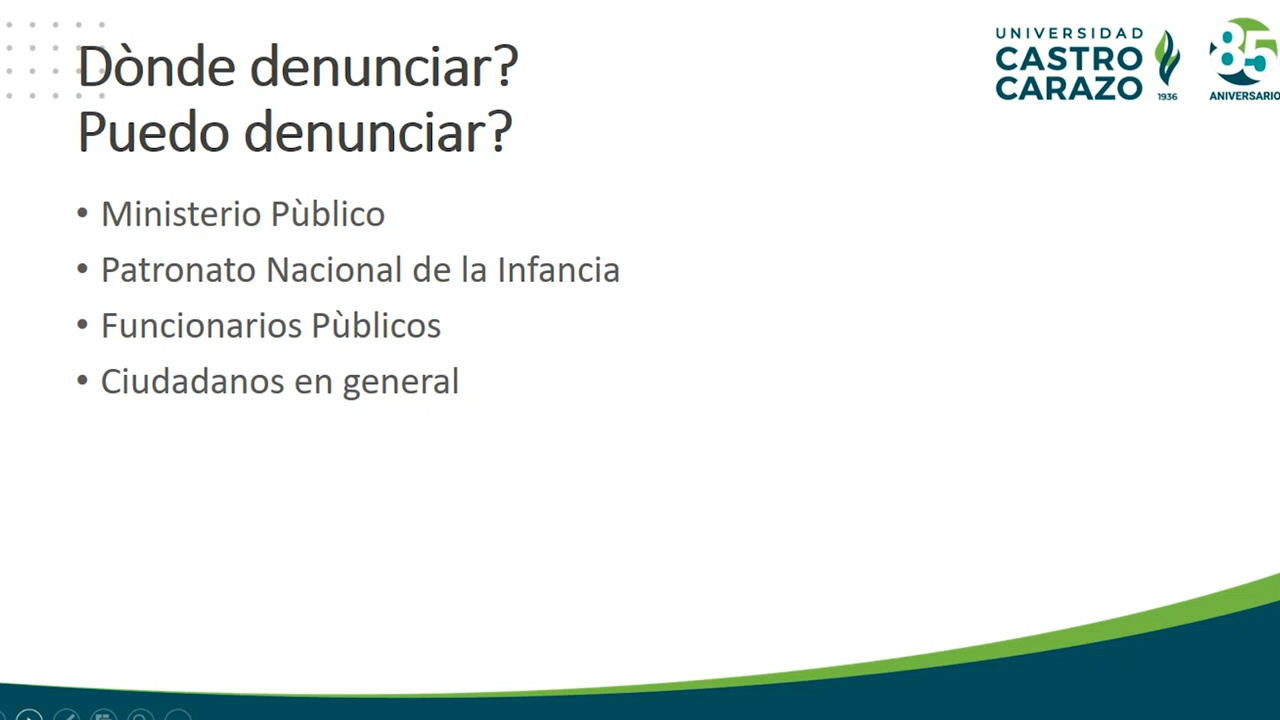 Dònde denunciar?
Puedo denunciar?
UNIVERSIDAD
CASTRO
CARAZO
1936
85
ANIVERSARIO
• Ministerio Pùblico
• Patronato Nacional de la Infancia
• Funcionarios Pùblicos
• Ciudadanos en general